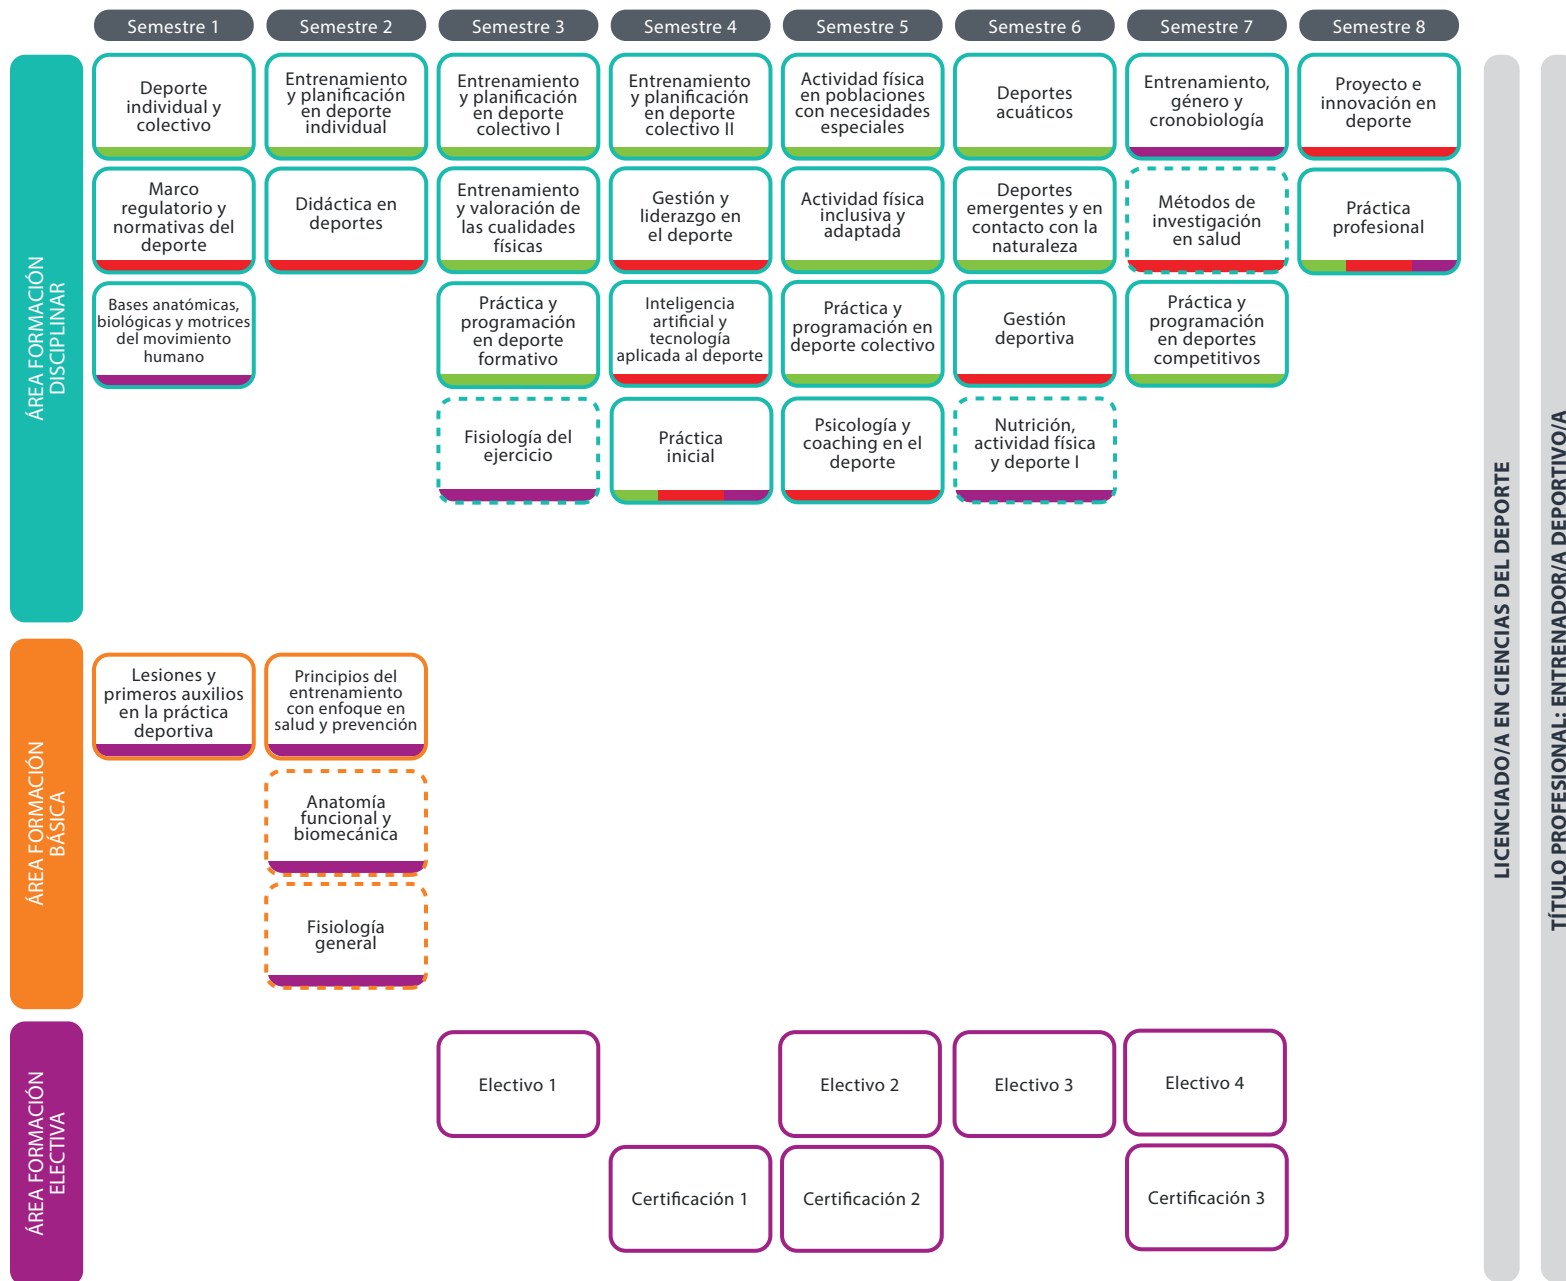 Semestre 1
Semestre 2
Semestre 3
Semestre 4
Semestre 5
Semestre 6
Semestre 7
Semestre 8
ÁREA FORMACIÓN
DISCIPLINAR
Deporte
individual y
colectivo
Entrenamiento
y planificación
en deporte
individual
Entrenamiento
y planificación
en deporte
colectivo I
Entrenamiento
y planificación
en deporte
colectivo II
Actividad física
en poblaciones
con necesidades
especiales
Deportes
acuáticos
Entrenamiento,
género y
cronobiología
Proyecto e
innovación en
deporte
Marco
regulatorio y
normativas del
deporte
Didáctica en
deportes
Entrenamiento
y valoración de
las cualidades
físicas
Gestión y
liderazgo en
el deporte
Actividad física
inclusiva y
adaptada
Deportes
emergentes y en
contacto con la
naturaleza
Métodos de
investigación
en salud
Práctica
profesional
Bases anatómicas,
biológicas y motrices
del movimiento
humano
Práctica y
programación
en deporte
formativo
Inteligencia
artificial y
tecnología
aplicada al deporte
Práctica y
programación en
deporte colectivo
Gestión
deportiva
Práctica y
programación
en deportes
competitivos
Fisiología del
ejercicio
Práctica
inicial
Psicología y
coaching en el
deporte
Nutrición,
actividad física
y deporte I
ÁREA FORMACIÓN
BÁSICA
Lesiones y
primeros auxilios
en la práctica
deportiva
Principios del
entrenamiento
con enfoque en
salud y prevención
Anatomía
funcional y
biomecánica
Fisiología
general
ÁREA FORMACIÓN
ELECTIVA
Electivo 1
Electivo 2
Electivo 3
Electivo 4
Certificación 1
Certificación 2
Certificación 3
LICENCIADO/A EN CIENCIAS DEL DEPORTE
TÍTULO PROFESIONAL: ENTRENADOR/A DEPORTIVO/A